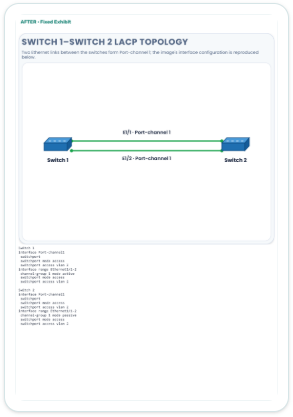 AFTER · Fixed Exhibit
SWITCH 1–SWITCH 2 LACP TOPOLOGY
Two Ethernet links between the switches form Port-channel 1; the image's interface configuration is reproduced
below.
E1/1 · Port-channel 1
E1/2 · Port-channel 1
Switch 1
Switch 2
Switch 1
interface Port-channel1
switchport
switchport mode access
switchport access vlan 2
interface range Ethernet1/1-2
channel-group 1 mode active
switchport mode access
switchport access vlan 2
Switch 2
interface Port-channel1
switchport
switchport mode access
switchport access vlan 2
interface range Ethernet1/1-2
channel-group 1 mode passive
switchport mode access
switchport access vlan 2